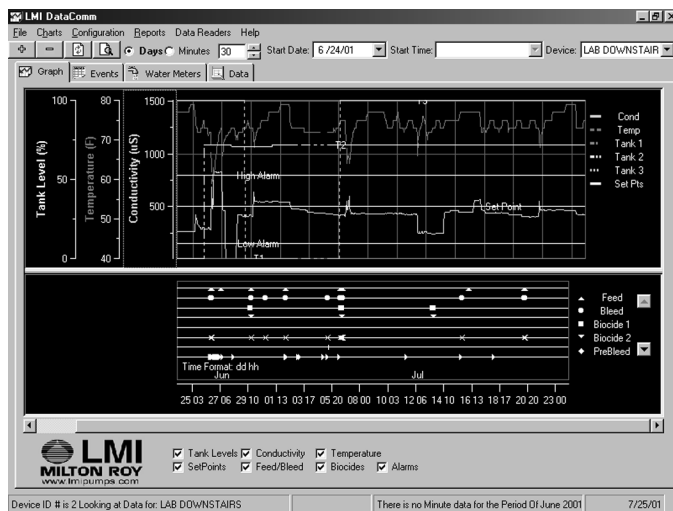 LMI DataComm
File Charts Configuration Reports Data Readers Help
Days Minutes 30 Start Date: 6 /24/01 Start Time: Device: LAB DOWNSTAIR
Graph Events Water Meters Data
Tank Level (%) Temperature (F) Conductivity (uS)
100 80 1500
70 1000
50 60 500
50
0 40 0
T2
High Alarm
Set Point
Low Alarm
T1
Cond
Temp
Tank 1
Tank 2
Tank 3
Set Pts
Feed
Bleed
Biocide 1
Biocide 2
PreBleed
Time Format: dd hh
Jun Jul
25 03 27 06 29 10 01 13 03 17 05 20 08 00 10 03 12 06 14 10 16 13 18 17 20 20 23 00
LMI
MILTON ROY
www.lmipumps.com
Tank Levels Conductivity Temperature
SetPoints Feed/Bleed Biocides Alarms
Device ID # is 2 Looking at Data for: LAB DOWNSTAIRS There is no Minute data for the Period Of June 2001 7/25/01